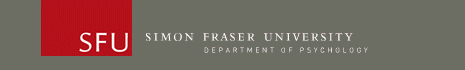 SFU SIMON FRASER UNIVERSITY
DEPARTMENT OF PSYCHOLOGY